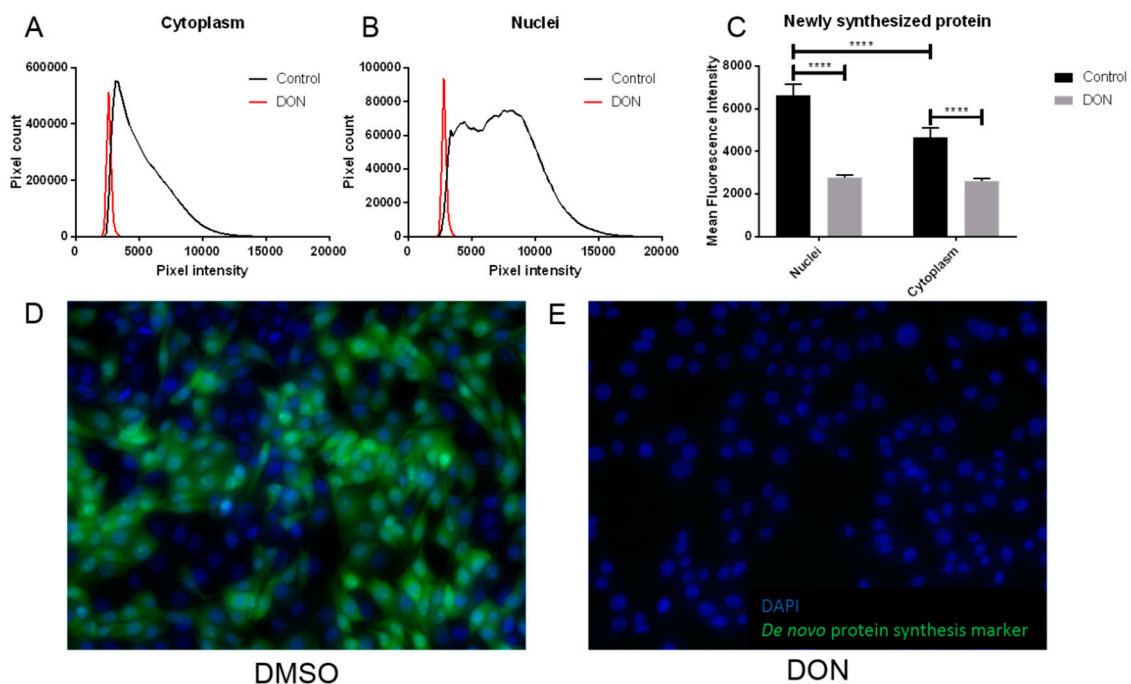 A
Cytoplasm
600000
400000
200000
0
0
5000
10000
15000
20000
Pixel count
Pixel intensity
Control
DON
B
Nuclei
100000
80000
60000
40000
20000
0
0
5000
10000
15000
20000
Pixel count
Pixel intensity
Control
DON
C
Newly synthesized protein
8000
6000
4000
2000
0
Mean Fluorescence Intensity
****
****
****
Nuclei
Cytoplasm
Control
DON
D
DMSO
E
DAPI
De novo protein synthesis marker
DON